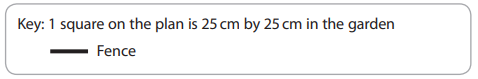 Key: 1 square on the plan is 25 cm by 25 cm in the garden
Fence